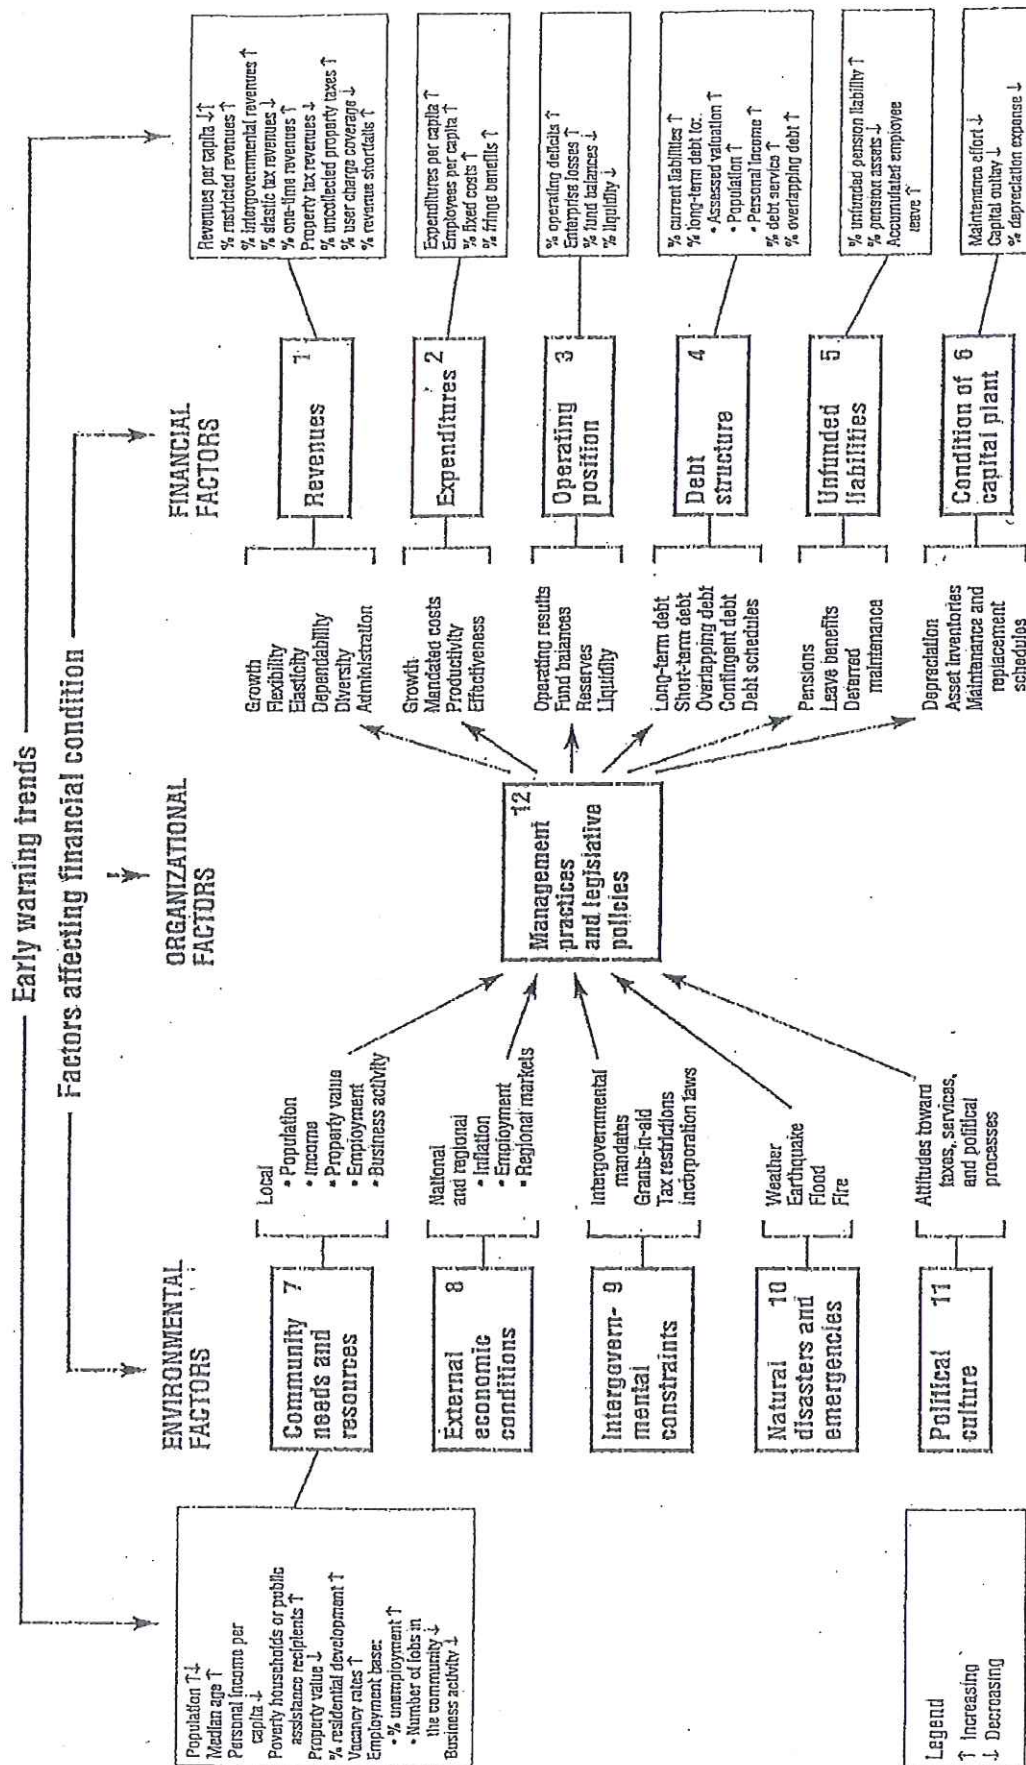 Early warning trends
Factors affecting financial condition
ENVIRONMENTAL
FACTORS
ORGANIZATIONAL
FACTORS
FINANCIAL
FACTORS
Population ↑↓
Median age ↑
Personal income per
capita ↓
Poverty households or public
assistance recipients ↑
Property value ↓
% residential development ↑
Vacancy rates ↑
Employment base:
• % unemployment ↑
• Number of jobs in
the community ↓
Business activity ↓
Community 7
needs and
resources
Local
• Population
• Income
• Property value
• Employment
• Business activity
External 8
economic
conditions
National
and regional
• Inflation
• Employment
• Regional markets
Intergovern- 9
mental
constraints
Intergovernmental
mandates
Grants-in-aid
Tax restrictions
incorporation laws
Natural 10
disasters and
emergencies
Weather
Earthquake
Flood
Fire
Political 11
culture
Attitudes toward
taxes, services,
and political
processes
12
Management
practices
and legislative
policies
Growth
Flexibility
Elasticity
Dependability
Diversity
Administration
Revenues 1
Revenues per capita ↓↑
% restricted revenues ↑
% intergovernmental revenues ↑
% elastic tax revenues ↓
% one-time revenues ↑
Property tax revenues ↓
% uncollected property taxes ↑
% user charge coverage ↓
% revenue shortfalls ↑
Growth
Mandated costs
Productivity
Effectiveness
Expenditures 2
Expenditures per capita ↑
Employees per capita ↑
% fixed costs ↑
% fringe benefits ↑
Operating results
Fund balances
Reserves
Liquidity
Operating 3
position
% operating deficits ↑
Enterprise losses ↑
% fund balances ↓
% liquidity ↓
Long-term debt
Short-term debt
Overlapping debt
Contingent debt
Debt schedules
Debt 4
structure
% current liabilities ↑
% long-term debt to:
• Assessed valuation ↑
• Population ↑
• Personal income ↑
% debt service ↑
% overlapping debt ↑
Pensions
Leave benefits
Deferred
maintenance
Unfunded 5
liabilities
% unfunded pension liability ↑
% pension assets ↓
Accumulated employee
leave ↑
Depreciation
Asset inventories
Maintenance and
replacement
schedules
Condition of 6
capital plant
Maintenance effort ↓
Capital outlay ↓
% depreciation expense ↓
Legend
↑ Increasing
↓ Decreasing